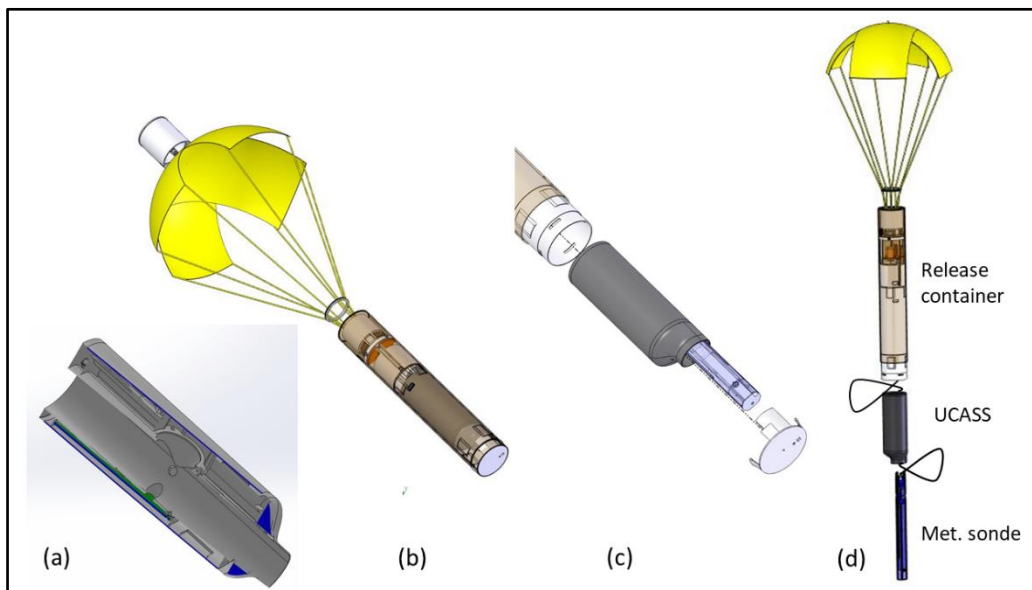 (a)
(b)
(c)
(d)
Release
container
UCASS
Met. sonde